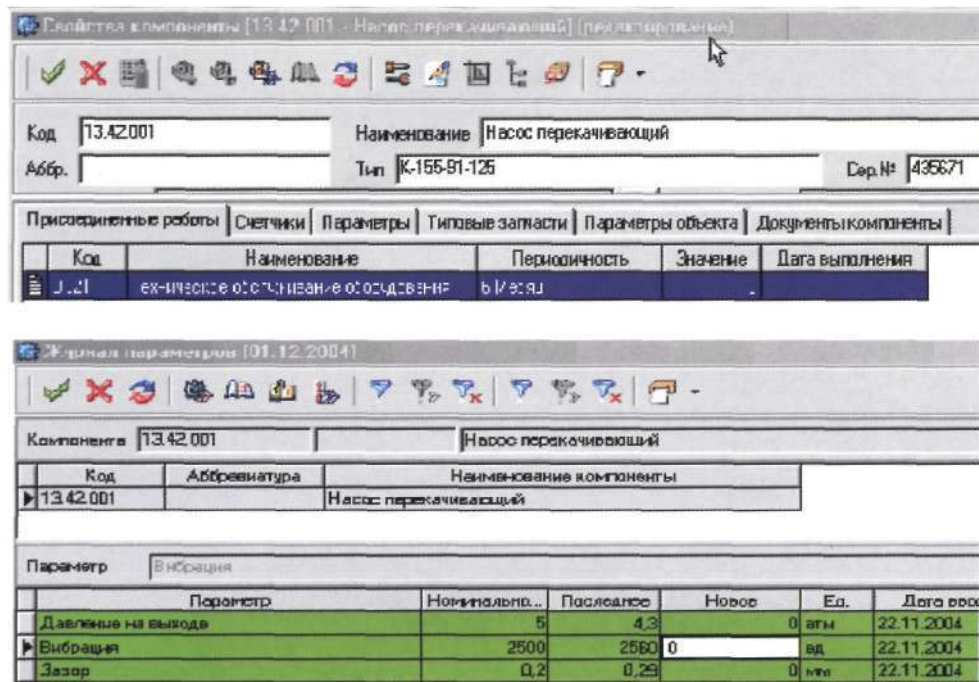 Свойства компоненты [13.42.001 - Насос перекачивающий] (редактирование)
Код 13.42.001 Наименование Насос перекачивающий
Аббр. Тип К-155-91-125 Сер.№ 435671
Присоединенные работы Счетчики Параметры Типовые запчасти Параметры объекта Документы компоненты
Код Наименование Периодичность Значение Дата выполнения
ехническое обслуживание оборудования 6 Месяц
Журнал параметров [01.12.2004]
Компонента 13.42.001 Насос перекачивающий
Код Аббревиатура Наименование компоненты
13.42.001 Насос перекачивающий
Параметр Вибрация
Параметр Номинально... Последнее Новое Ед. Дата ввo
Давление на выходе 5 4,3 0 атм 22.11.2004
Вибрация 2500 2560 0 ед 22.11.2004
Зазор 0,2 0,29 0 мм 22.11.2004